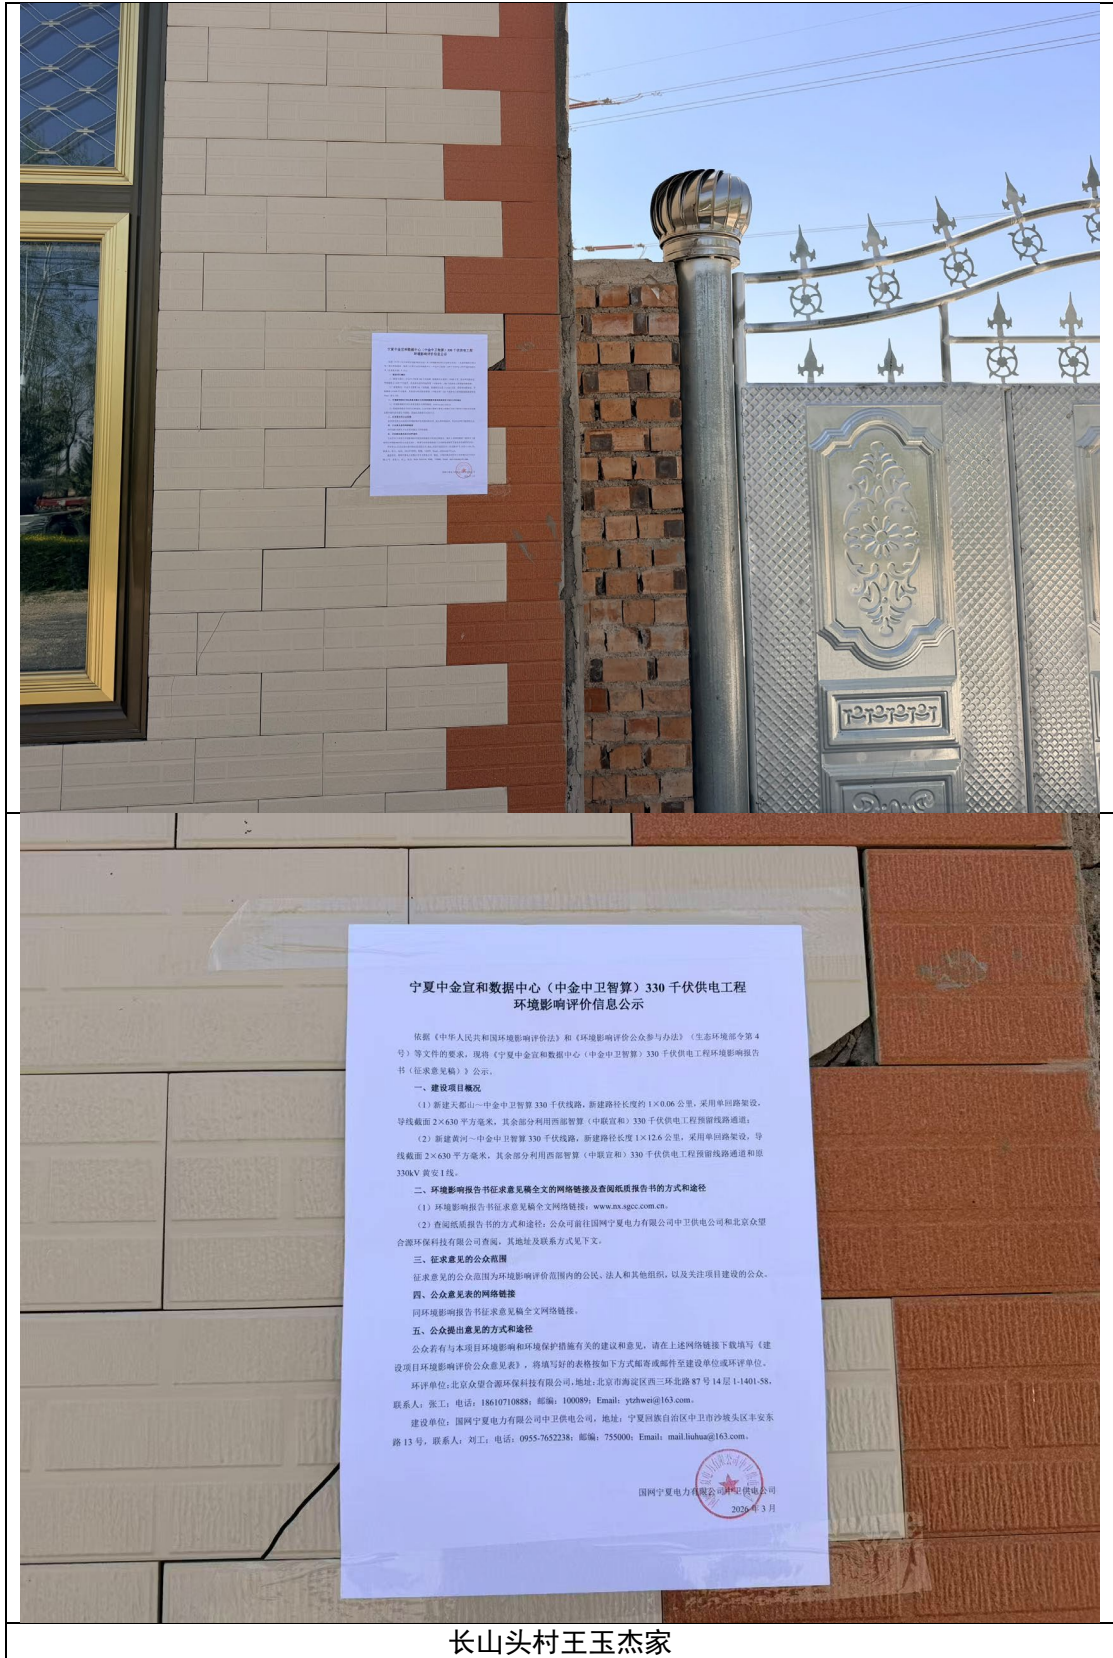 宁夏中金宣和数据中心（中金中卫智算）330 千伏供电工程
环境影响评价信息公示
依据《中华人民共和国环境影响评价法》和《环境影响评价公众参与办法》（生态环境部令第 4
号）等文件的要求，现将《宁夏中金宣和数据中心（中金中卫智算）330 千伏供电工程环境影响报告
书（征求意见稿）》公示。
一、建设项目概况
（1）新建天都山～中金中卫智算 330 千伏线路，新建路径长度约 1×0.06 公里，采用单回路架设，
导线截面 2×630 平方毫米，其余部分利用西部智算（中联宣和）330 千伏供电工程预留线路通道；
（2）新建黄河～中金中卫智算 330 千伏线路，新建路径长度 1×12.6 公里，采用单回路架设，导
线截面 2×630 平方毫米，其余部分利用西部智算（中联宣和）330 千伏供电工程预留线路通道和原
330kV 黄安 I 线。
二、环境影响报告书征求意见稿全文的网络链接及查阅纸质报告书的方式和途径
（1）环境影响报告书征求意见稿全文网络链接：www.nx.sgcc.com.cn。
（2）查阅纸质报告书的方式和途径：公众可前往国网宁夏电力有限公司中卫供电公司和北京众望
合源环保科技有限公司查阅，其地址及联系方式见下文。
三、征求意见的公众范围
征求意见的公众范围为环境影响评价范围内的公民、法人和其他组织，以及关注项目建设的公众。
四、公众意见表的网络链接
同环境影响报告书征求意见稿全文网络链接。
五、公众提出意见的方式和途径
公众若有与本项目环境影响和环境保护措施有关的建议和意见，请在上述网络链接下载填写《建
设项目环境影响评价公众意见表》，将填写好的表格按如下方式邮寄或邮件至建设单位或环评单位。
环评单位：北京众望合源环保科技有限公司，地址：北京市海淀区西三环北路 87 号 14 层 1-1401-58，
联系人：张工；电话：18610710888；邮编：100089；Email：ytzhwei@163.com。
建设单位：国网宁夏电力有限公司中卫供电公司，地址：宁夏回族自治区中卫市沙坡头区丰安东
路 13 号，联系人：刘工；电话：0955-7652238；邮编：755000；Email：mail.liuhua@163.com。
国网宁夏电力有限公司中卫供电公司
2026 年 3 月
长山头村王玉杰家